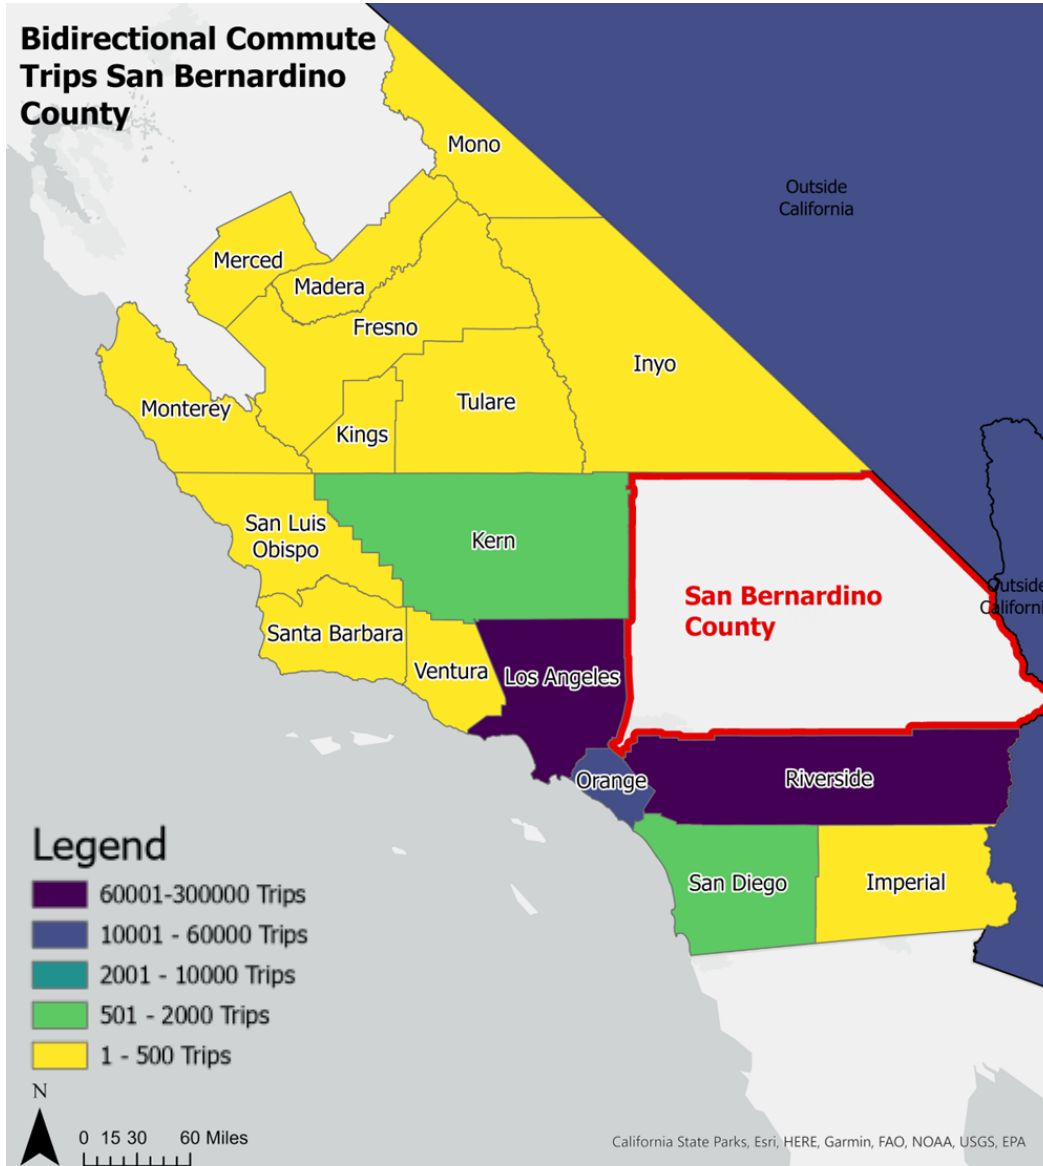 Bidirectional Commute
Trips San Bernardino
County
Mono
Outside
California
Merced
Madera
Fresno
Inyo
Monterey
Tulare
Kings
San Luis
Obispo
Kern
San Bernardino
County
Outside
Californi
Santa Barbara
Ventura
Los Angeles
Orange
Riverside
San Diego
Imperial
Legend
60001-300000 Trips
10001 - 60000 Trips
2001 - 10000 Trips
501 - 2000 Trips
1 - 500 Trips
N
0 15 30 60 Miles
California State Parks, Esri, HERE, Garmin, FAO, NOAA, USGS, EPA